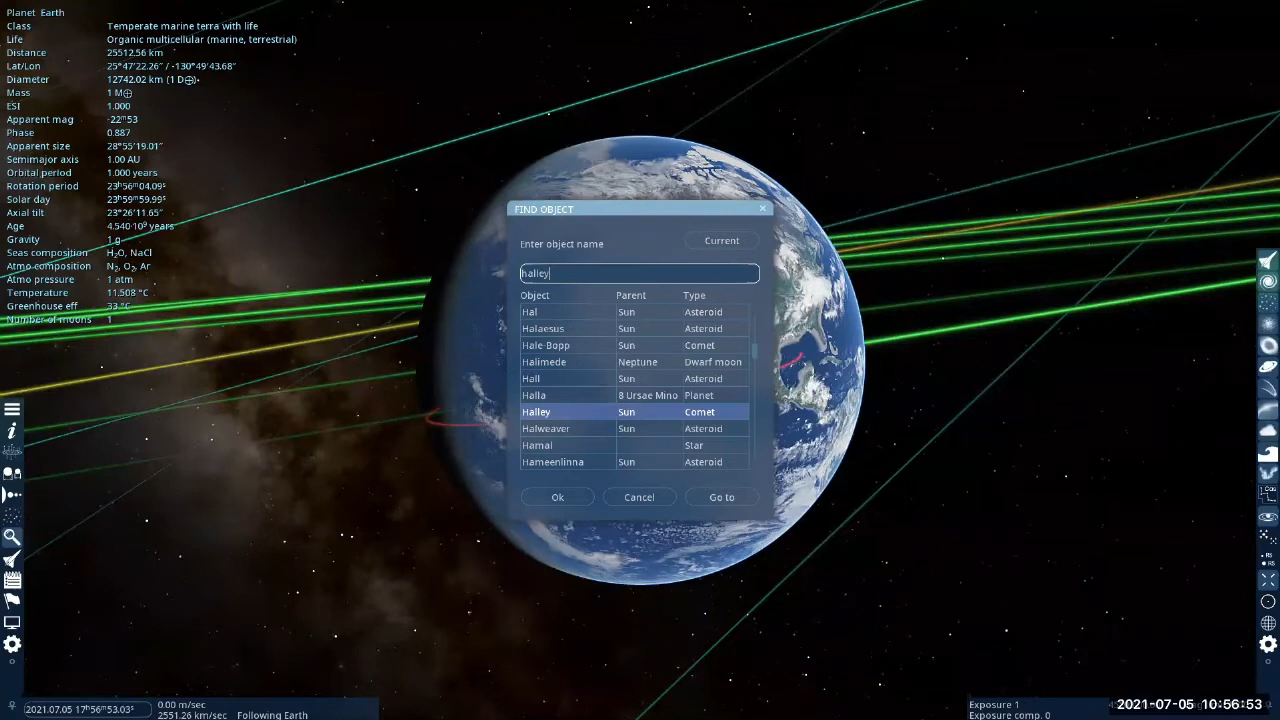 Planet Earth
Class Temperate marine terra with life
Life Organic multicellular (marine, terrestrial)
Distance 25512.56 km
Lat/Lon 25°47'22.26" / -130°49'43.68"
Diameter 12742.02 km (1 D⊕)
Mass 1 M⊕
ESI 1.000
Apparent mag -22ᵐ53
Phase 0.887
Apparent size 28°55'19.01"
Semimajor axis 1.00 AU
Orbital period 1.000 years
Rotation period 23ʰ56ᵐ04.09ˢ
Solar day 23ʰ59ᵐ59.99ˢ
Axial tilt 23°26'11.65"
Age 4.540·10⁹ years
Gravity 1 g
Seas composition H₂O, NaCl
Atmo composition N₂, O₂, Ar
Atmo pressure 1 atm
Temperature 11.508 °C
Greenhouse eff 33 °C
Number of moons 1
FIND OBJECT
Enter object name Current
halley
Object Parent Type
Hal Sun Asteroid
Halaesus Sun Asteroid
Hale-Bopp Sun Comet
Halimede Neptune Dwarf moon
Hall Sun Asteroid
Halla 8 Ursae Mino Planet
Halley Sun Comet
Halweaver Sun Asteroid
Hamal Star
Hameenlinna Sun Asteroid
Ok Cancel Go to
1 Gas
RS
RS
2021.07.05 17ʰ56ᵐ53.03ˢ
0.00 m/sec
2551.26 km/sec Following Earth
Exposure 1
Exposure comp. 0
2021-07-05 10:56:53